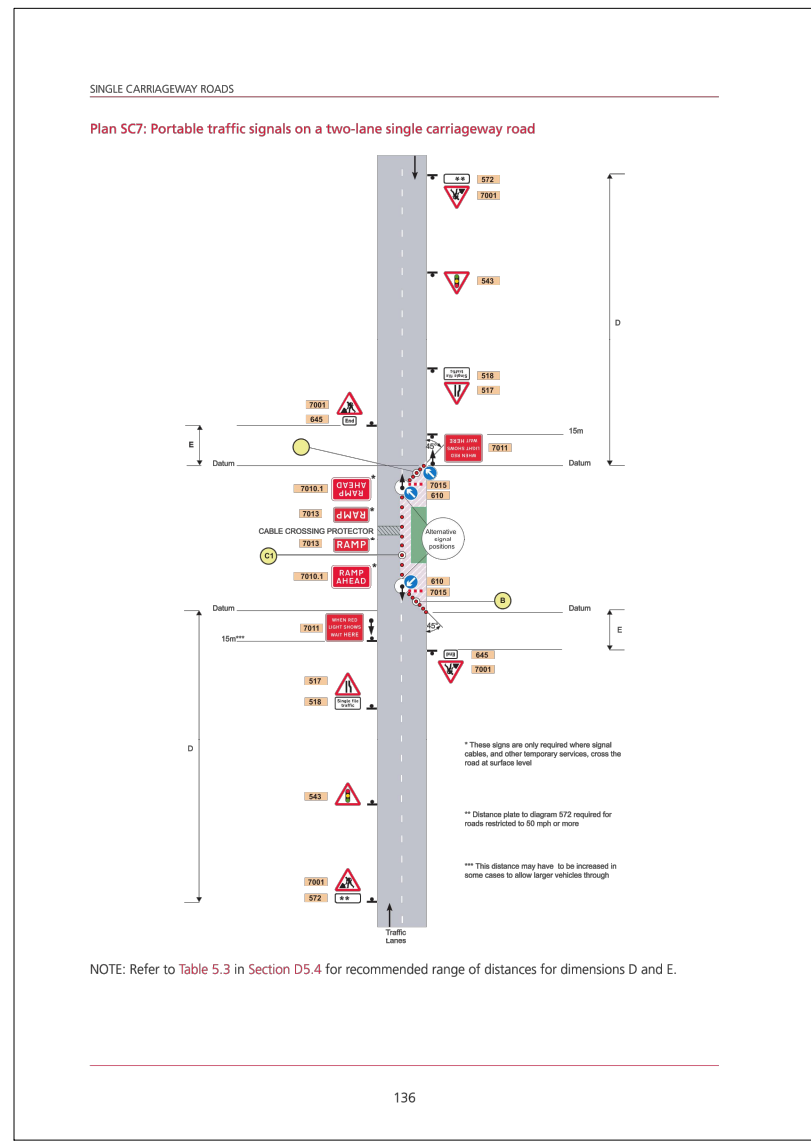 SINGLE CARRIAGEWAY ROADS
Plan SC7: Portable traffic signals on a two-lane single carriageway road
**
572
7001
543
D
Single file
traffic
518
517
7001
645
End
15m
E
45°
WHEN RED
LIGHT SHOWS
WAIT HERE
7011
Datum
Datum
7010.1
RAMP
AHEAD
*
7015
610
7013
RAMP
*
CABLE CROSSING PROTECTOR
Alternative
signal
positions
7013
RAMP
*
C1
7010.1
RAMP
AHEAD
*
610
7015
B
Datum
Datum
7011
WHEN RED
LIGHT SHOWS
WAIT HERE
45°
E
15m***
End
645
7001
517
518
Single file
traffic
D
* These signs are only required where signal
cables, and other temporary services, cross the
road at surface level
543
** Distance plate to diagram 572 required for
roads restricted to 50 mph or more
*** This distance may have to be increased in
some cases to allow larger vehicles through
7001
572
**
Traffic
Lanes
NOTE: Refer to Table 5.3 in Section D5.4 for recommended range of distances for dimensions D and E.
136